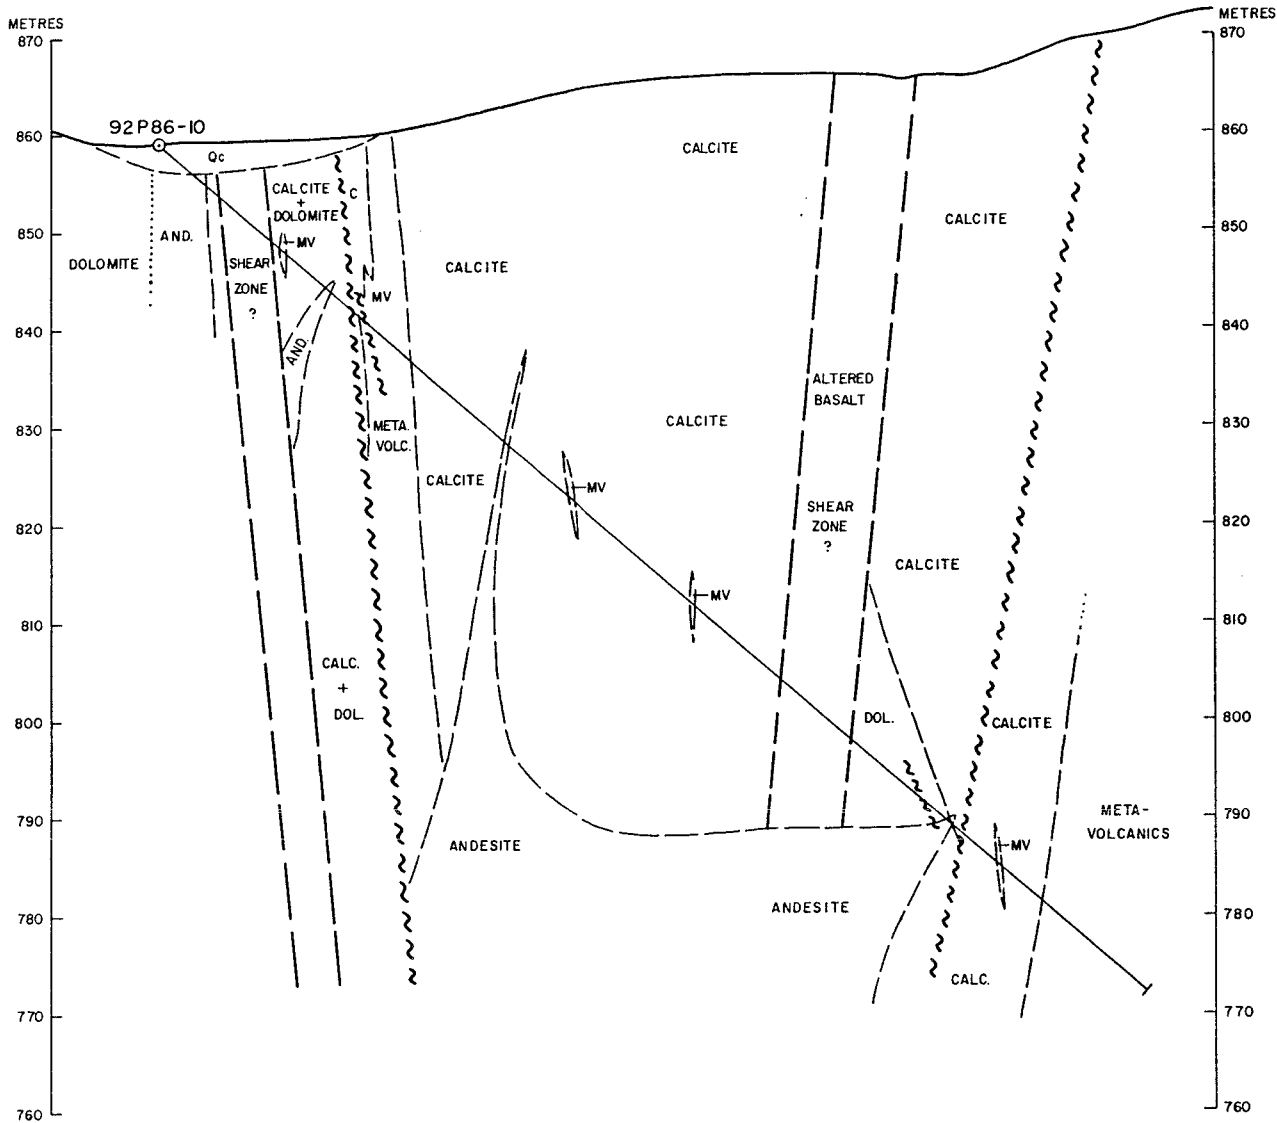 METRES
METRES
870
870
860
860
92P86-10
Qc
CALCITE
CALCITE
+
DOLOMITE
C
CALCITE
850
850
AND.
MV
DOLOMITE
SHEAR
ZONE
?
CALCITE
MV
840
840
AND.
ALTERED
BASALT
830
830
META.
VOLC.
CALCITE
CALCITE
MV
820
820
SHEAR
ZONE
?
CALCITE
MV
810
810
CALC.
+
DOL.
800
800
DOL.
CALCITE
790
790
META-
VOLCANICS
ANDESITE
MV
ANDESITE
780
780
CALC.
770
770
760
760